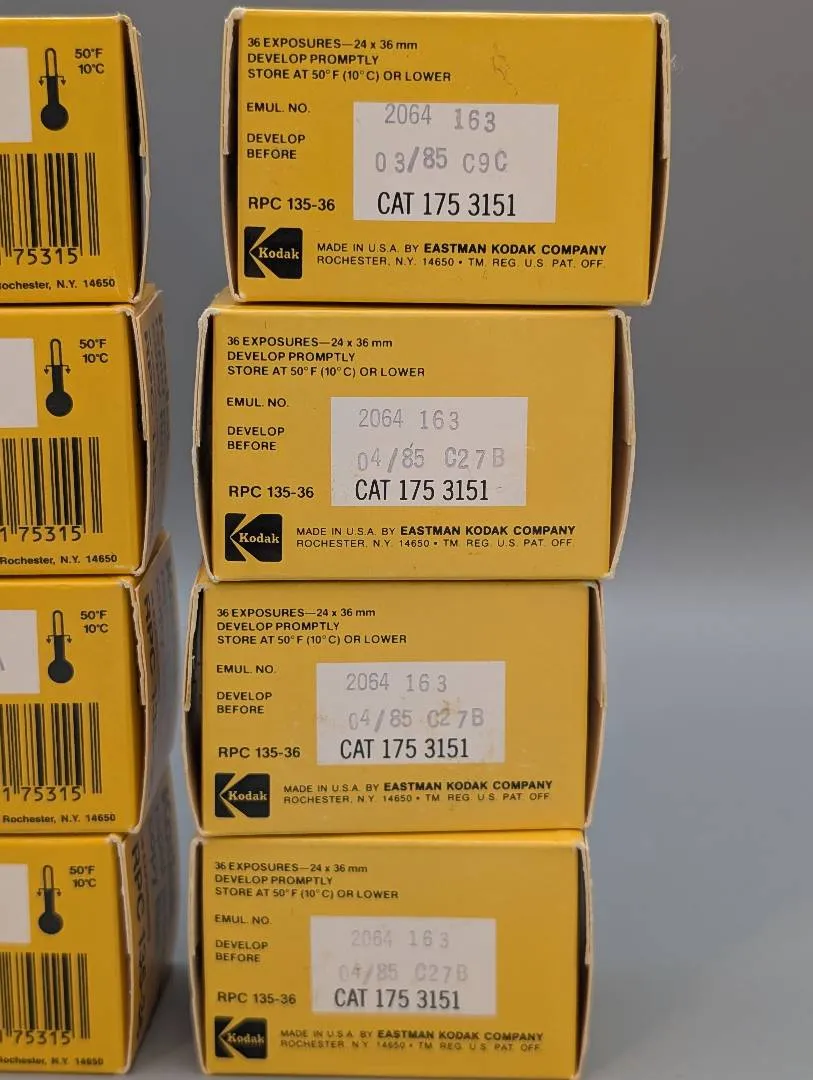 50°F
10°C
75315
ochester, N.Y. 14650
36 EXPOSURES—24 x 36 mm
DEVELOP PROMPTLY
STORE AT 50°F (10°C) OR LOWER
EMUL. NO.
2064 163
DEVELOP
BEFORE
03/85 C9C
RPC 135-36
CAT 175 3151
Kodak
MADE IN U.S.A. BY EASTMAN KODAK COMPANY
ROCHESTER, N.Y. 14650 • TM. REG. U.S. PAT. OFF.
50°F
10°C
175315
Rochester, N.Y. 14650
36 EXPOSURES—24 x 36 mm
DEVELOP PROMPTLY
STORE AT 50°F (10°C) OR LOWER
EMUL. NO.
2064 163
DEVELOP
BEFORE
04/85 C27B
RPC 135-36
CAT 175 3151
Kodak
MADE IN U.S.A. BY EASTMAN KODAK COMPANY
ROCHESTER, N.Y. 14650 • TM. REG. U.S. PAT. OFF.
50°F
10°C
175315
Rochester, N.Y. 14650
36 EXPOSURES—24 x 36 mm
DEVELOP PROMPTLY
STORE AT 50°F (10°C) OR LOWER
EMUL. NO.
2064 163
DEVELOP
BEFORE
04/85 C27B
RPC 135-36
CAT 175 3151
Kodak
MADE IN U.S.A. BY EASTMAN KODAK COMPANY
ROCHESTER, N.Y. 14650 • TM. REG. U.S. PAT. OFF.
50°F
10°C
75315
ochester, N.Y. 14650
36 EXPOSURES—24 x 36 mm
DEVELOP PROMPTLY
STORE AT 50°F (10°C) OR LOWER
EMUL. NO.
2064 163
DEVELOP
BEFORE
04/85 C27B
RPC 135-36
CAT 175 3151
Kodak
MADE IN U.S.A. BY EASTMAN KODAK COMPANY
ROCHESTER, N.Y. 14650 • TM. REG. U.S. PAT. OFF.